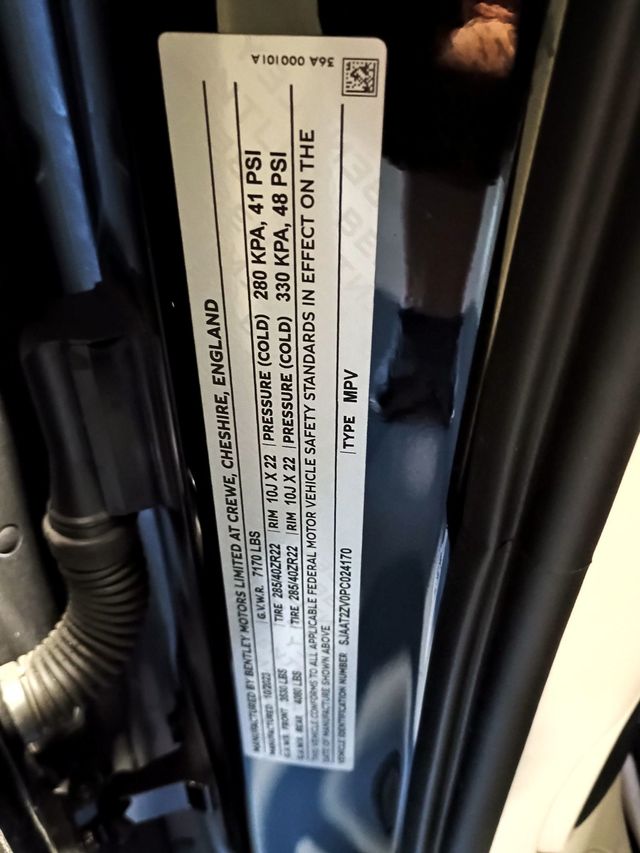 36A 000101A
MANUFACTURED BY BENTLEY MOTORS LIMITED AT CREWE, CHESHIRE, ENGLAND
MANUFACTURED 10/2023 G.V.W.R. 7170 LBS
G.A.W.R. FRONT 3530 LBS TIRE 285/40ZR22 RIM 10J X 22 PRESSURE (COLD) 280 KPA, 41 PSI
G.A.W.R. REAR 4080 LBS TIRE 285/40ZR22 RIM 10J X 22 PRESSURE (COLD) 330 KPA, 48 PSI
THIS VEHICLE CONFORMS TO ALL APPLICABLE FEDERAL MOTOR VEHICLE SAFETY STANDARDS IN EFFECT ON THE
DATE OF MANUFACTURE SHOWN ABOVE
VEHICLE IDENTIFICATION NUMBER SJAAT2ZV0PC024170 TYPE MPV